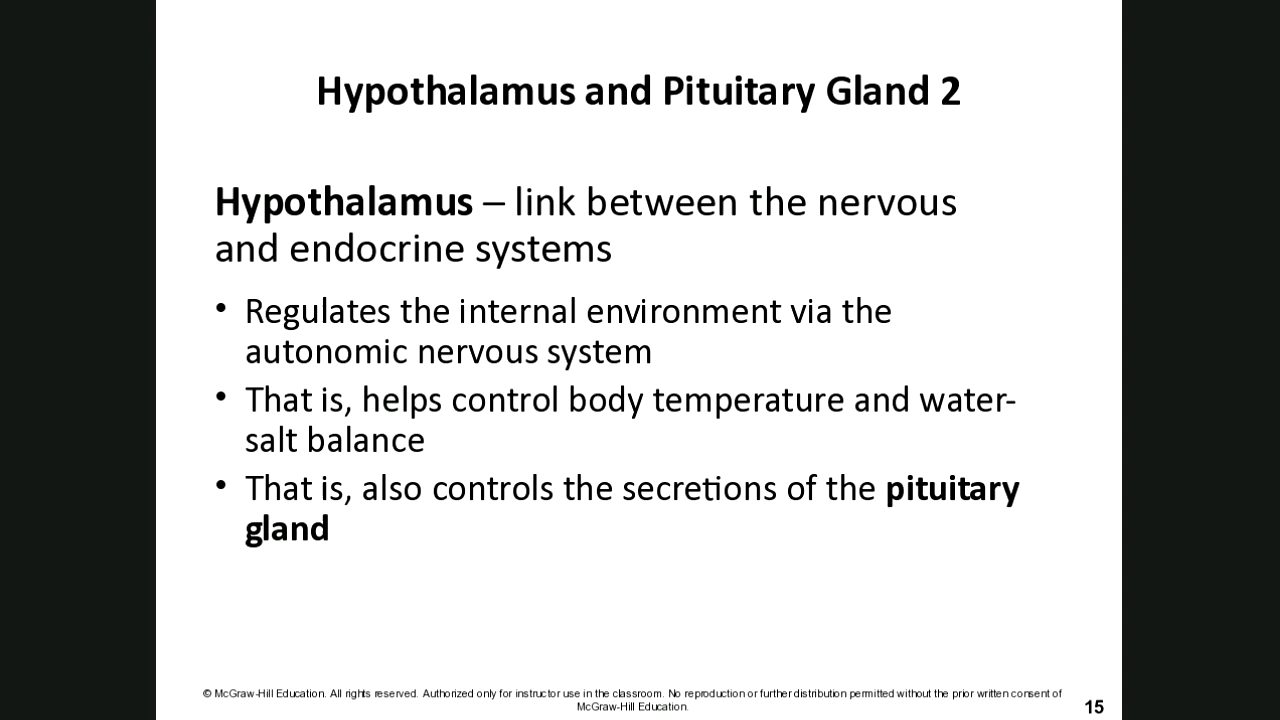 Hypothalamus and Pituitary Gland 2
Hypothalamus – link between the nervous
and endocrine systems
• Regulates the internal environment via the
autonomic nervous system
• That is, helps control body temperature and water-
salt balance
• That is, also controls the secretions of the pituitary
gland
© McGraw-Hill Education. All rights reserved. Authorized only for instructor use in the classroom. No reproduction or further distribution permitted without the prior written consent of
McGraw-Hill Education.
15